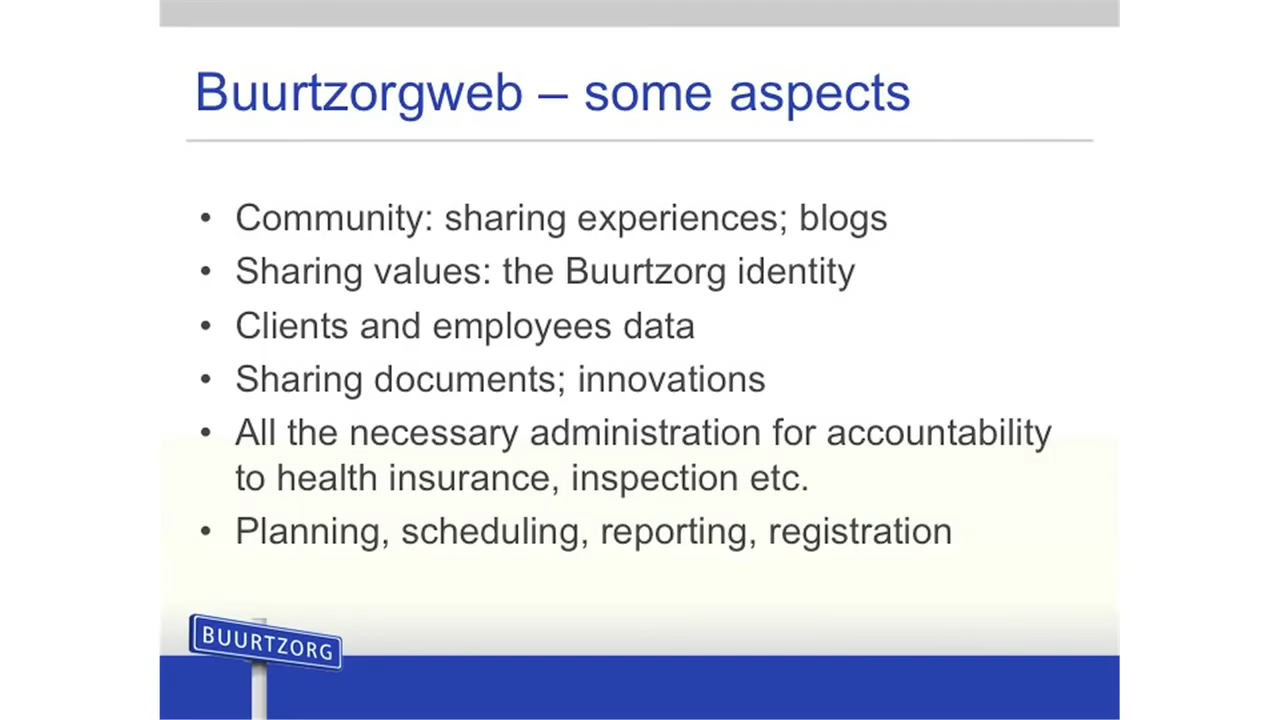 Buurtzorgweb – some aspects
• Community: sharing experiences; blogs
• Sharing values: the Buurtzorg identity
• Clients and employees data
• Sharing documents; innovations
• All the necessary administration for accountability
to health insurance, inspection etc.
• Planning, scheduling, reporting, registration
BUURTZORG